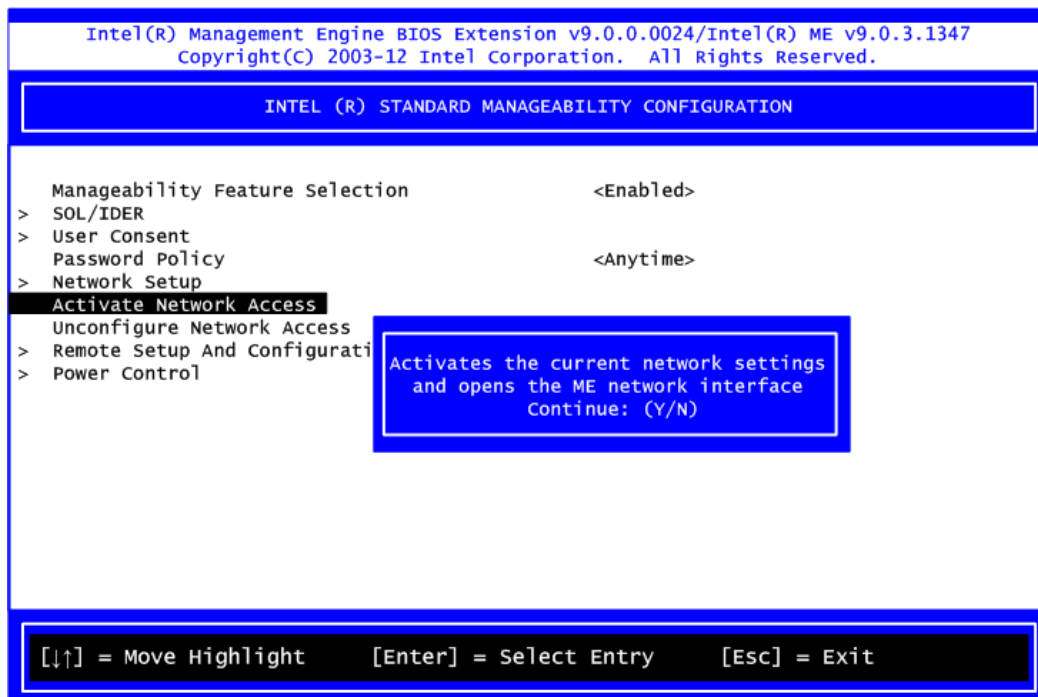 Intel(R) Management Engine BIOS Extension v9.0.0.0024/Intel(R) ME v9.0.3.1347
Copyright(C) 2003-12 Intel Corporation.  All Rights Reserved.
INTEL (R) STANDARD MANAGEABILITY CONFIGURATION
Manageability Feature Selection <Enabled>
> SOL/IDER
> User Consent
Password Policy <Anytime>
> Network Setup
Activate Network Access
Unconfigure Network Access
> Remote Setup And Configurati
> Power Control
Activates the current network settings
and opens the ME network interface
Continue: (Y/N)
[↓↑] = Move Highlight [Enter] = Select Entry [Esc] = Exit